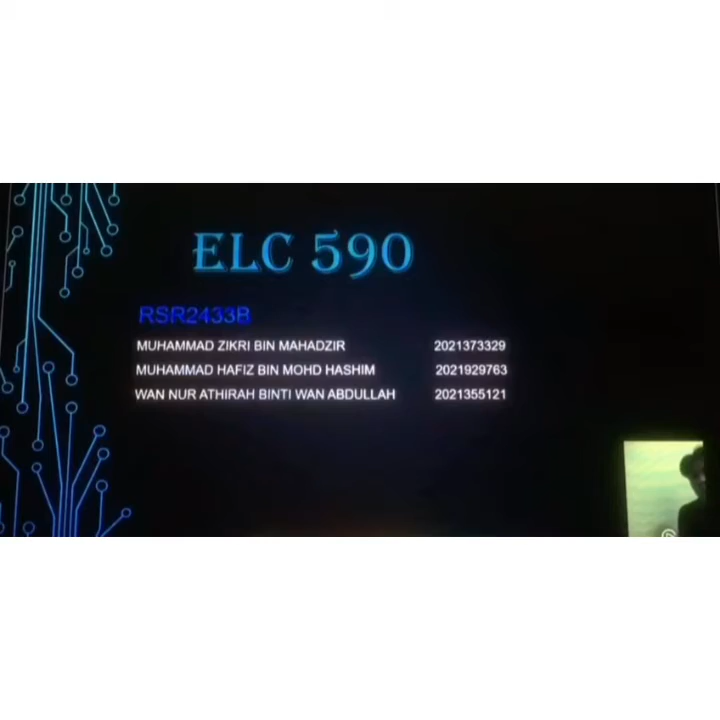 ELC 590
RSR2433B
MUHAMMAD ZIKRI BIN MAHADZIR 2021373329
MUHAMMAD HAFIZ BIN MOHD HASHIM 2021929763
WAN NUR ATHIRAH BINTI WAN ABDULLAH 2021355121